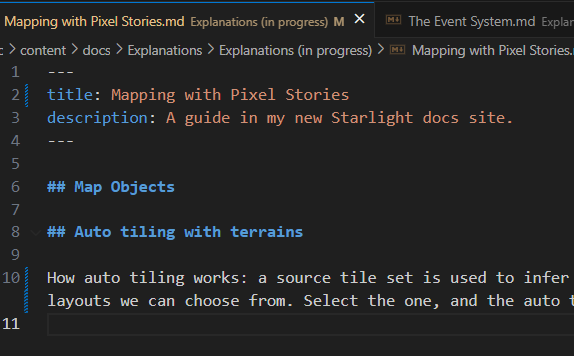 Mapping with Pixel Stories.md Explanations (in progress) M × The Event System.md Explan
c > content > docs > Explanations > Explanations (in progress) > Mapping with Pixel Stories.
1 ---
2 title: Mapping with Pixel Stories
3 description: A guide in my new Starlight docs site.
4 ---
5
6 ## Map Objects
7
8 ## Auto tiling with terrains
9
10 How auto tiling works: a source tile set is used to infer
layouts we can choose from. Select the one, and the auto t
11